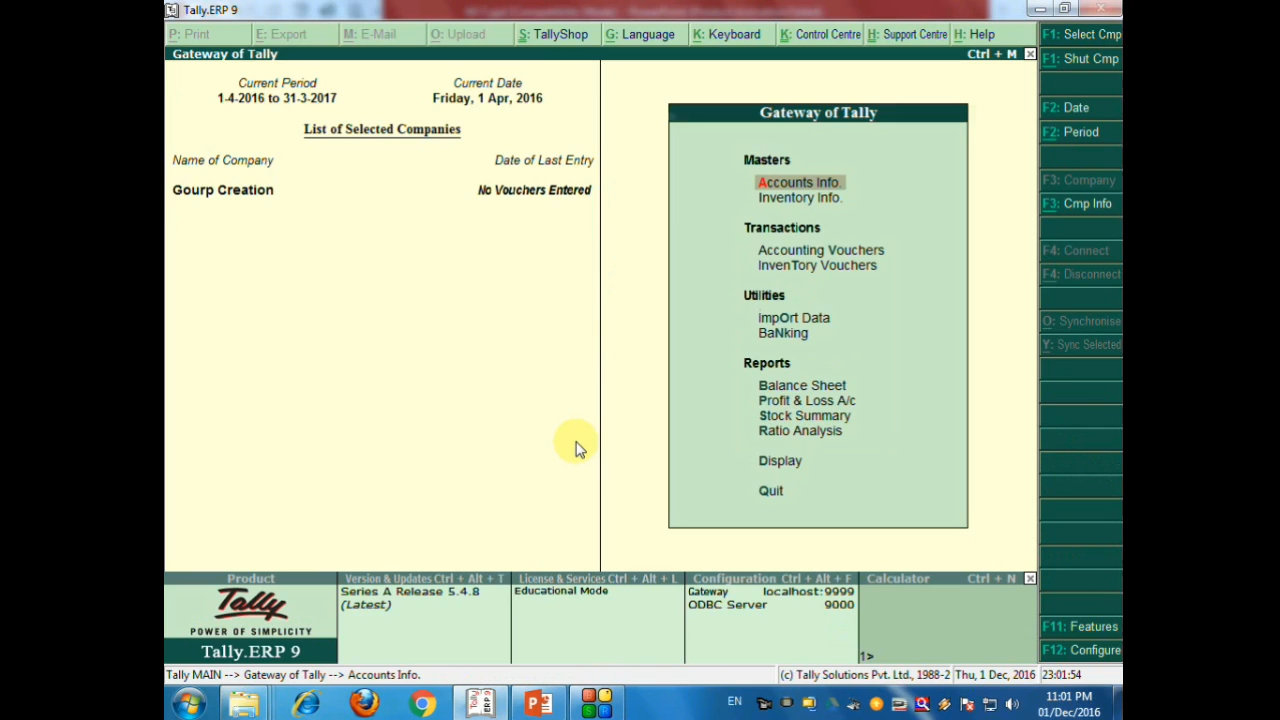 Tally.ERP 9
P: Print
E: Export
M: E-Mail
O: Upload
S: TallyShop
G: Language
K: Keyboard
K: Control Centre
H: Support Centre
H: Help
F1: Select Cmp
Gateway of Tally
Ctrl + M
F1: Shut Cmp
Current Period
Current Date
1-4-2016 to 31-3-2017
Friday, 1 Apr, 2016
List of Selected Companies
Name of Company
Date of Last Entry
Gourp Creation
No Vouchers Entered
Gateway of Tally
Masters
Accounts Info.
Inventory Info.
Transactions
Accounting Vouchers
InvenTory Vouchers
Utilities
ImpOrt Data
BaNking
Reports
Balance Sheet
Profit & Loss A/c
Stock Summary
Ratio Analysis
Display
Quit
F2: Date
F2: Period
F3: Company
F3: Cmp Info
F4: Connect
F4: Disconnect
O: Synchronise
Y: Sync Selected
F11: Features
F12: Configure
Product
Tally
POWER OF SIMPLICITY
Tally.ERP 9
Version & Updates Ctrl + Alt + T
Series A Release 5.4.8
(Latest)
License & Services Ctrl + Alt + L
Educational Mode
Configuration Ctrl + Alt + F
Gateway localhost:9999
ODBC Server 9000
Calculator Ctrl + N
1>
Tally MAIN --> Gateway of Tally --> Accounts Info.
(c) Tally Solutions Pvt. Ltd., 1988-2
Thu, 1 Dec, 2016
23:01:54
EN
11:01 PM
01/Dec/2016